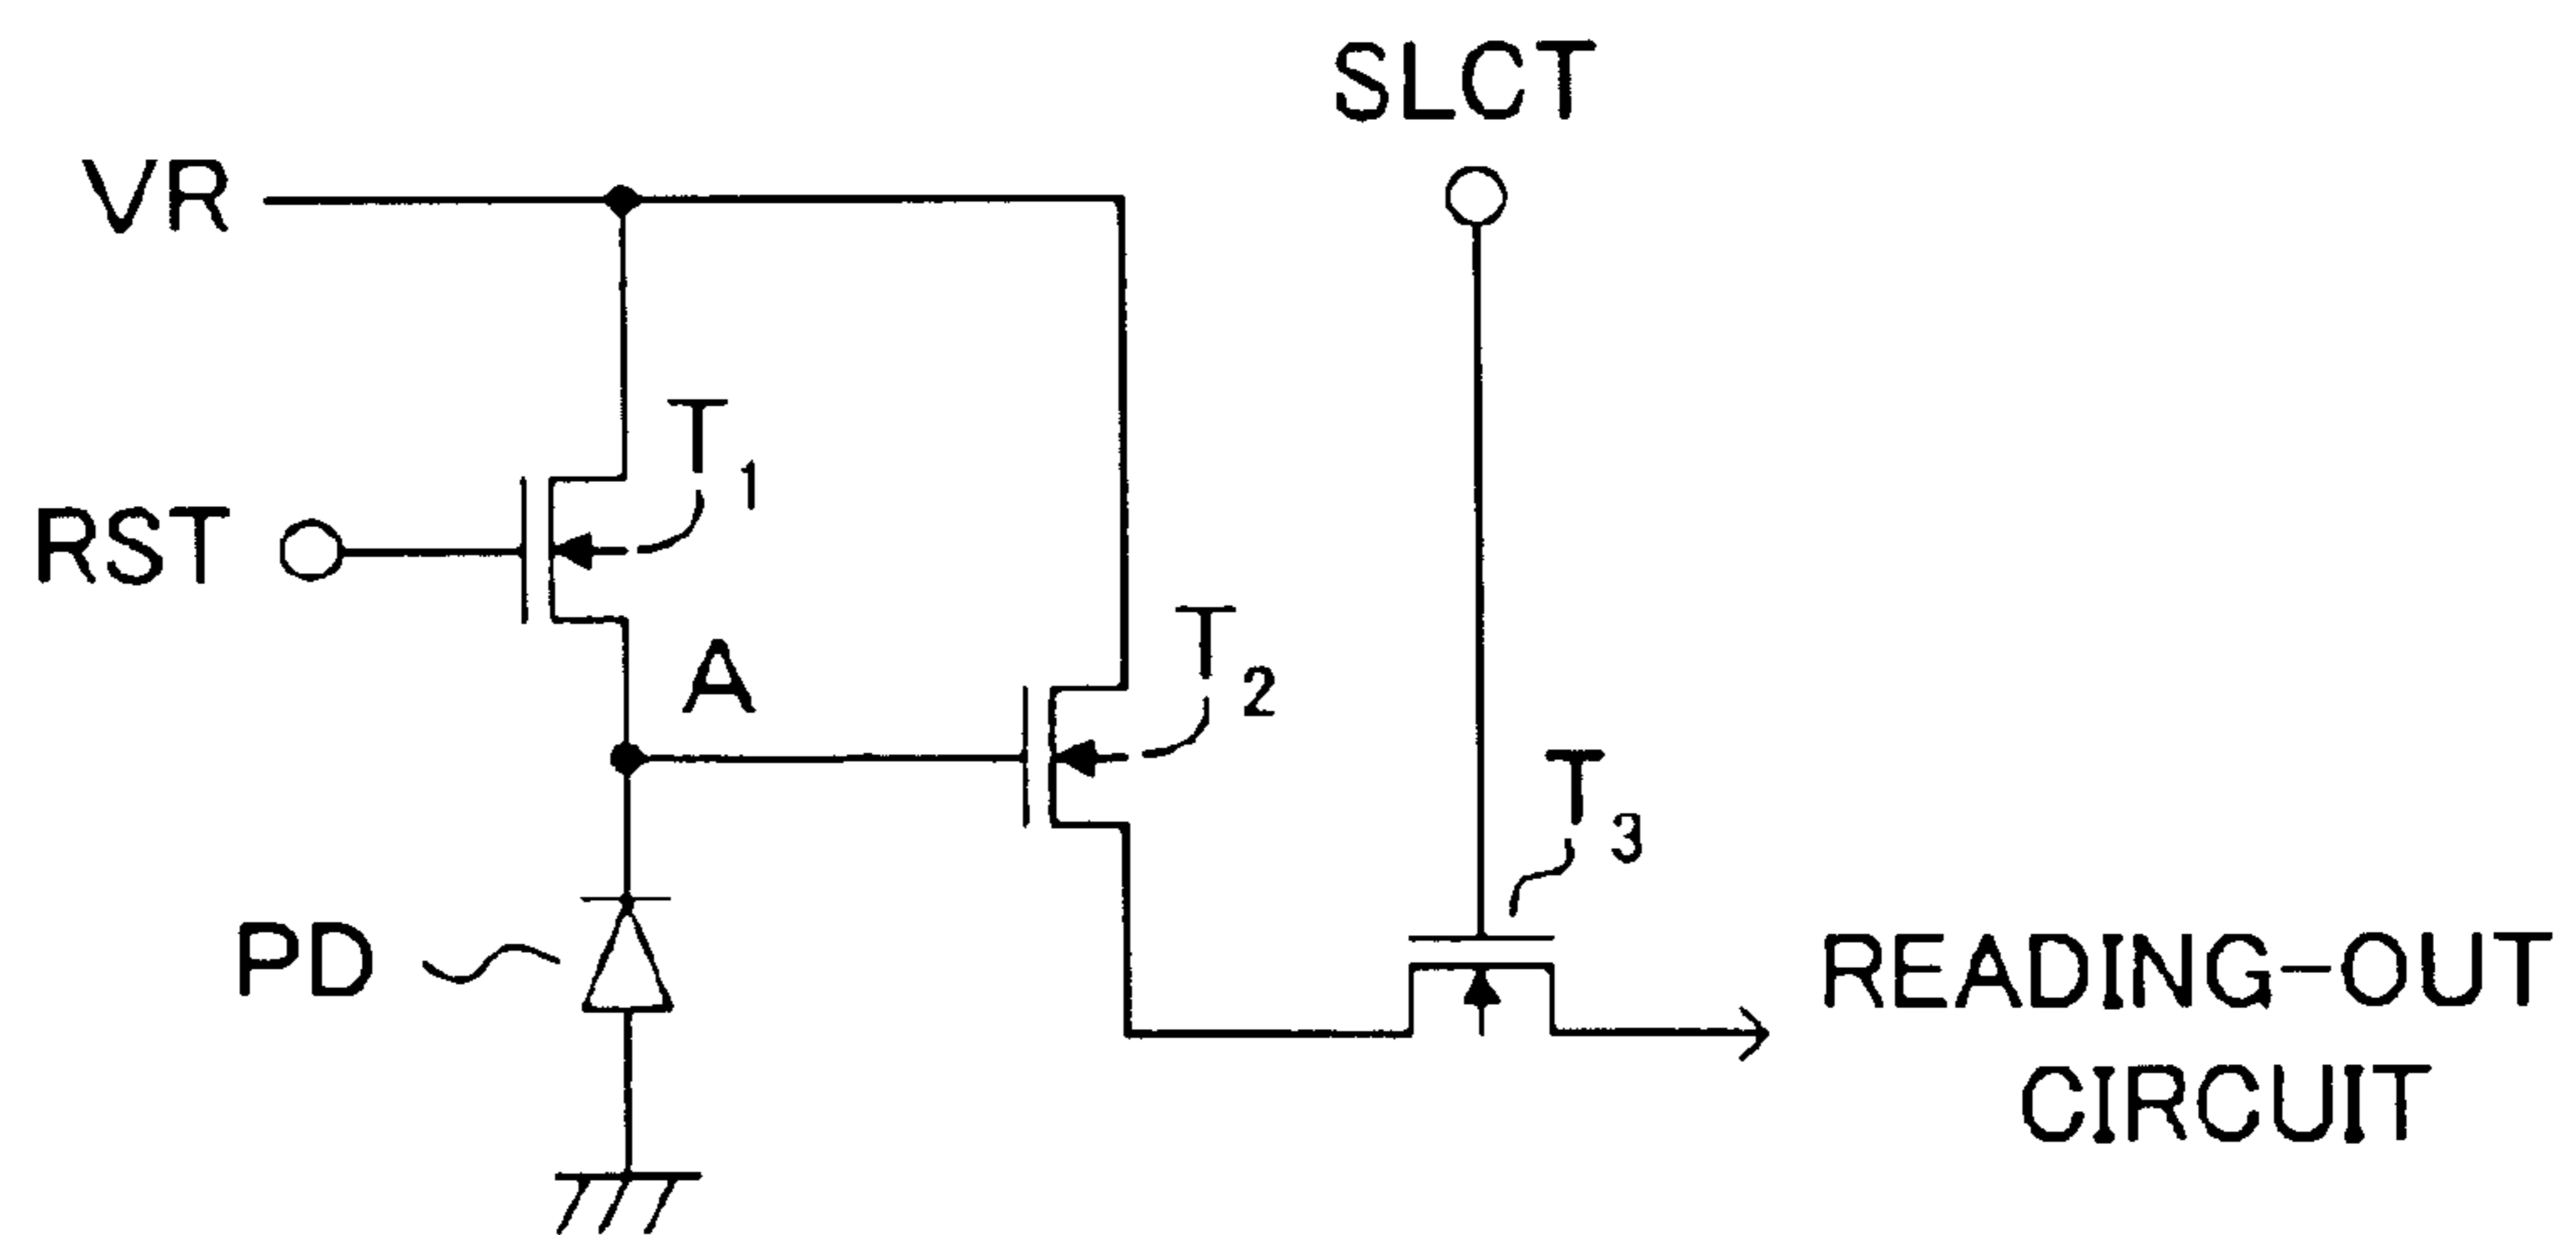 SLCT
VR
T1
RST
A
T2
T3
PD
READING-OUT
CIRCUIT